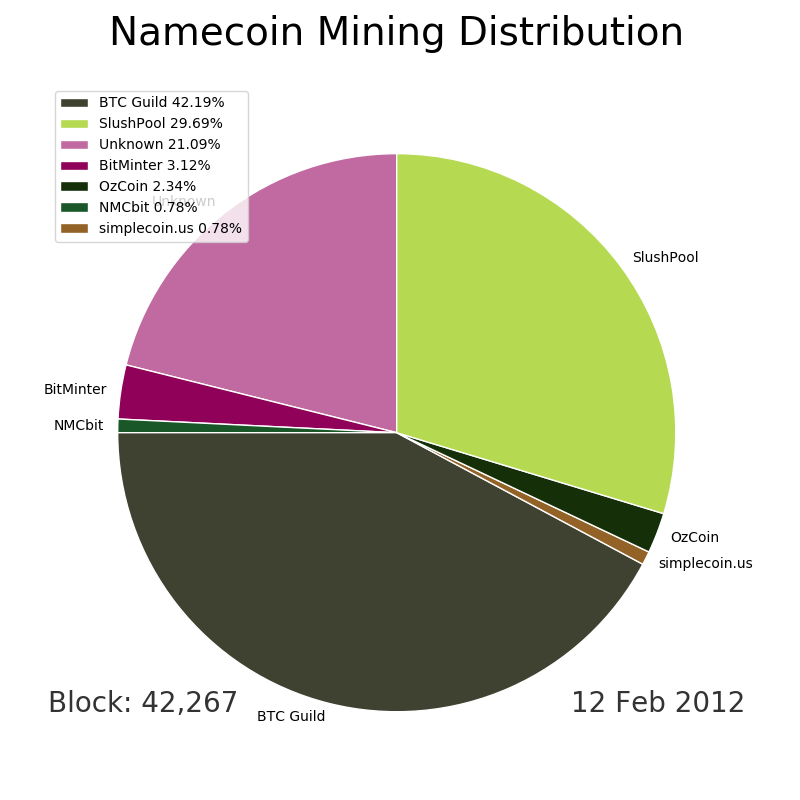 Namecoin Mining Distribution
BTC Guild 42.19%
SlushPool 29.69%
Unknown 21.09%
BitMinter 3.12%
OzCoin 2.34%
NMCbit 0.78%
simplecoin.us 0.78%
Unknown
SlushPool
BitMinter
NMCbit
OzCoin
simplecoin.us
BTC Guild
Block: 42,267
12 Feb 2012